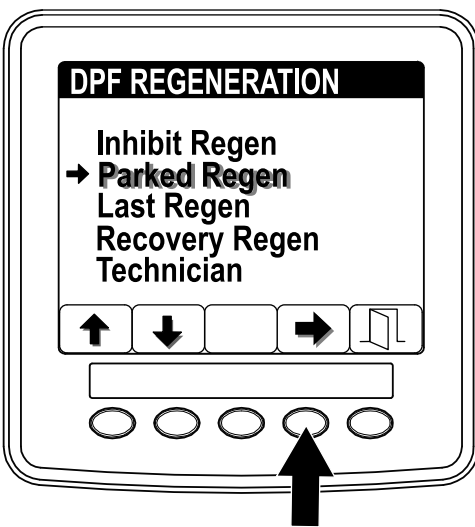 DPF REGENERATION
Inhibit Regen
Parked Regen
Last Regen
Recovery Regen
Technician